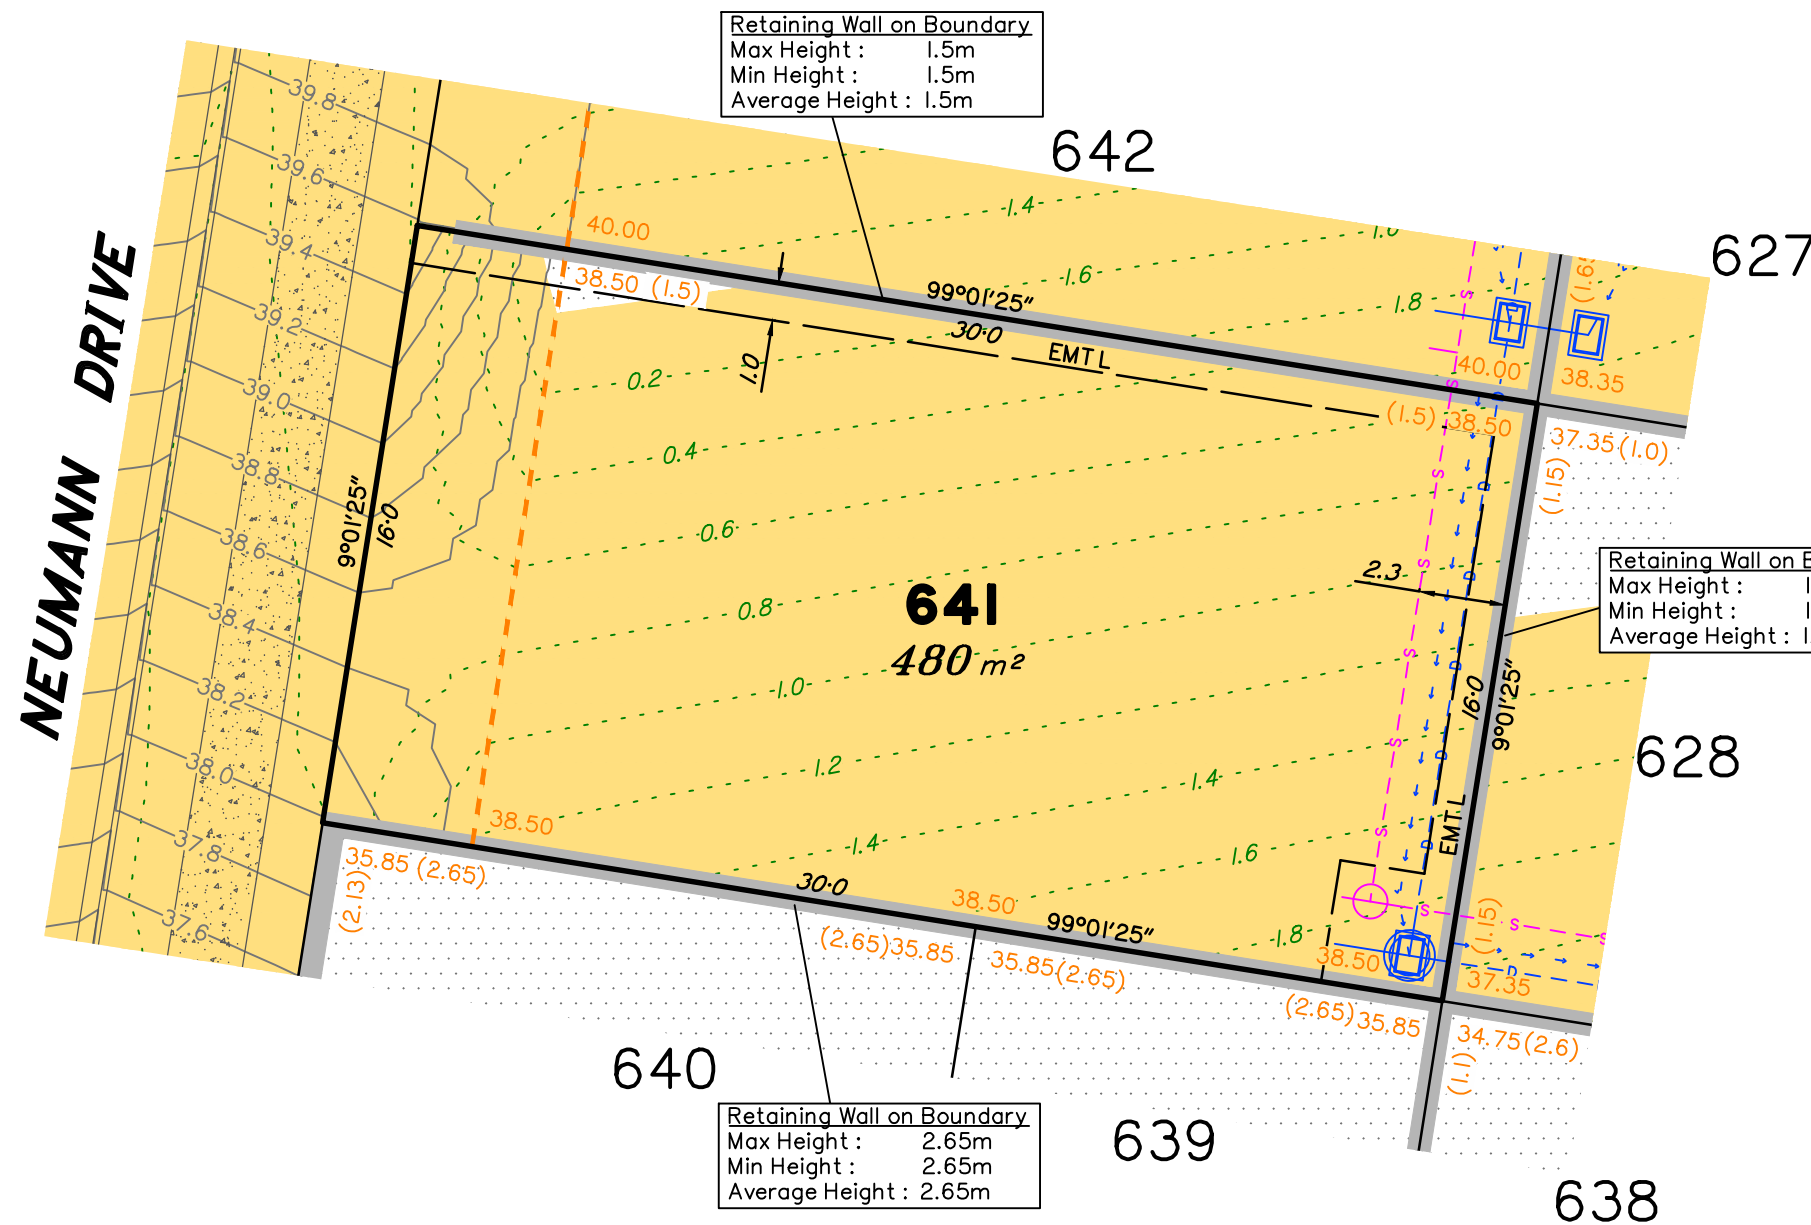 Retaining Wall on Boundary
Max Height : 1.5m
Min Height : 1.5m
Average Height : 1.5m
642
627
NEUMANN DRIVE
39.8
39.6
39.4
39.2
39.0
38.8
38.6
38.4
38.2
38.0
37.8
37.6
40.00
38.50 (1.5)
1.4
1.6
1.8
99°01'25"
30·0
EMT L
1.0
40.00
38.35
(1.5) 38.50
37.35(1.0)
(1.15)
0.2
0.4
0.6
0.8
1.0
1.2
1.4
1.4
1.6
1.8
9°01'25"
16·0
641
480 m²
2.3
Retaining Wall on
Max Height :
Min Height :
Average Height :
16·0
9°01'25"
EMT L
628
38.50
35.85 (2.65)
(2.13)
30·0
38.50
99°01'25"
(2.65)35.85
35.85(2.65)
38.50
(1.15)
37.35
(2.65)35.85
34.75(2.6)
(1.1)
S
S
S
S
S
S
S
S
S
S
D
D
D
D
D
D
D
640
639
638
Retaining Wall on Boundary
Max Height : 2.65m
Min Height : 2.65m
Average Height : 2.65m